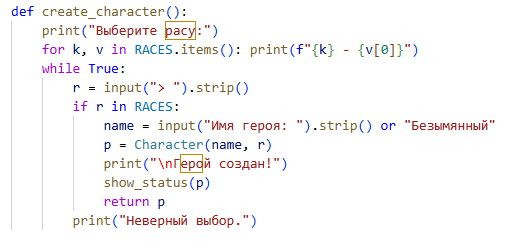 def create_character():
    print("Выберите расу:")
    for k, v in RACES.items(): print(f"{k} - {v[0]}")
    while True:
        r = input("> ").strip()
        if r in RACES:
            name = input("Имя героя: ").strip() or "Безымянный"
            p = Character(name, r)
            print("\nГерой создан!")
            show_status(p)
            return p
        print("Неверный выбор.")